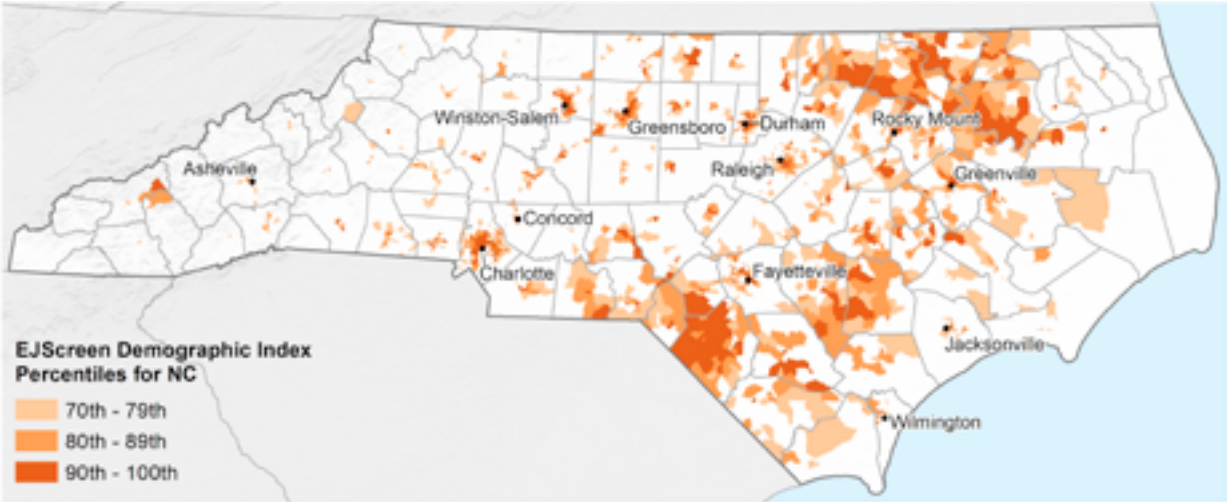 Winston-Salem
Greensboro
Durham
Rocky Mount
Asheville
Raleigh
Greenville
Concord
Charlotte
Fayetteville
Jacksonville
Wilmington
EJScreen Demographic Index
Percentiles for NC
70th - 79th
80th - 89th
90th - 100th